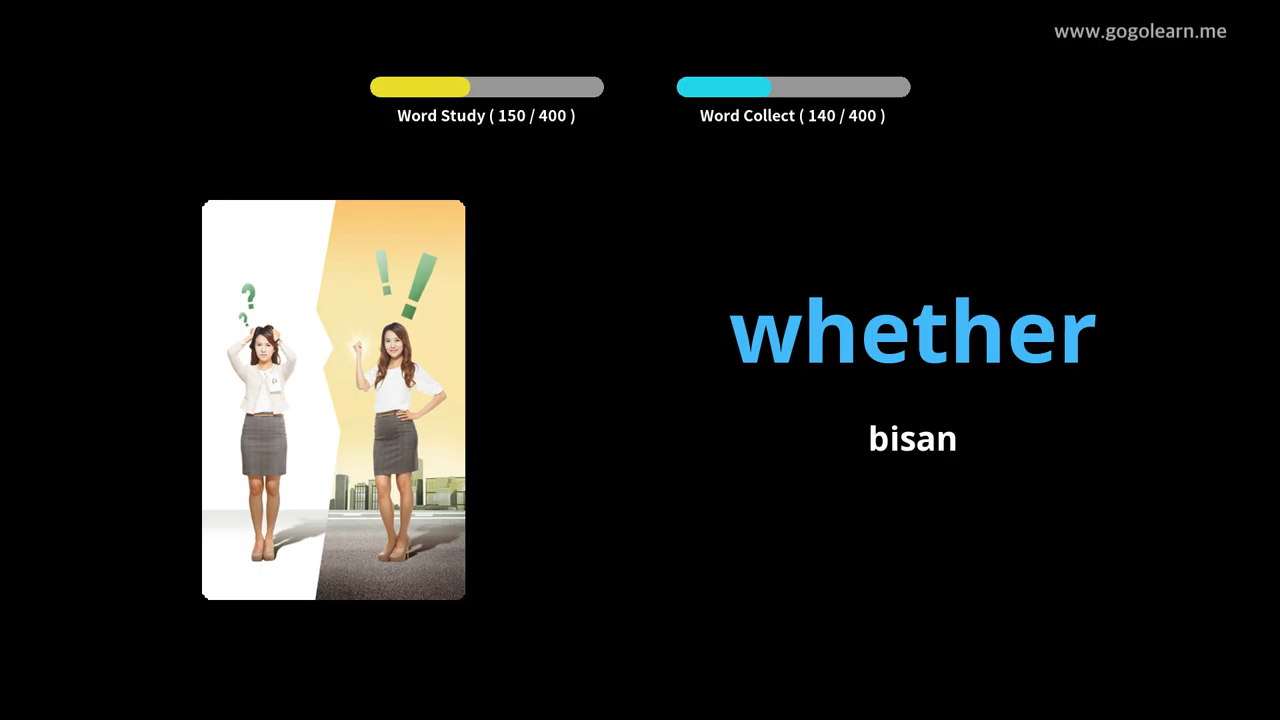 www.gogolearn.me
Word Study ( 150 / 400 )
Word Collect ( 140 / 400 )
? ?
! !
whether
bisan